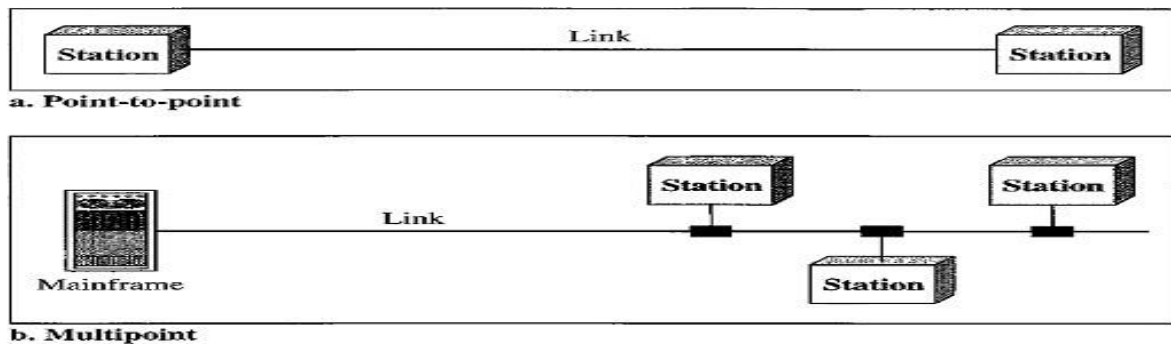 Link
Station
Station
a. Point-to-point
Station
Station
Link
Station
Mainframe
b. Multipoint